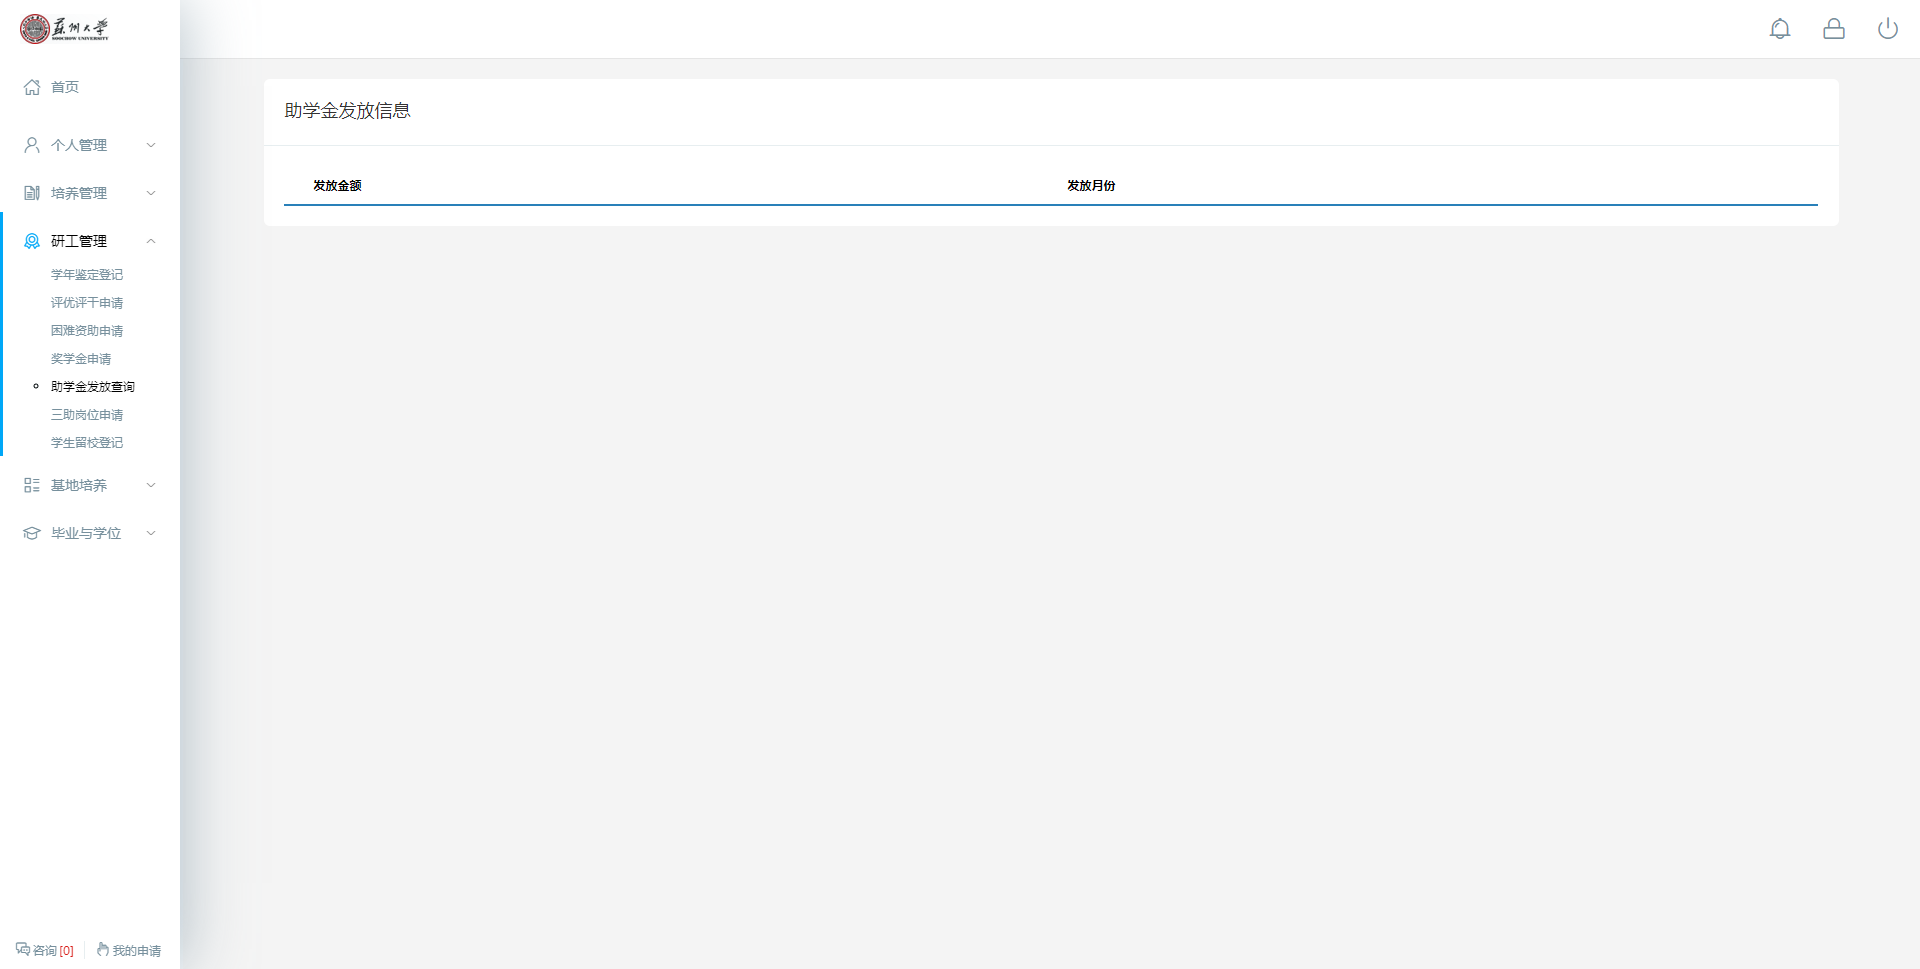 蘇州大學
SOOCHOW UNIVERSITY
首页
个人管理
培养管理
研工管理
学年鉴定登记
评优评干申请
困难资助申请
奖学金申请
助学金发放查询
三助岗位申请
学生留校登记
基地培养
毕业与学位
咨询 [0]
我的申请
助学金发放信息
发放金额
发放月份